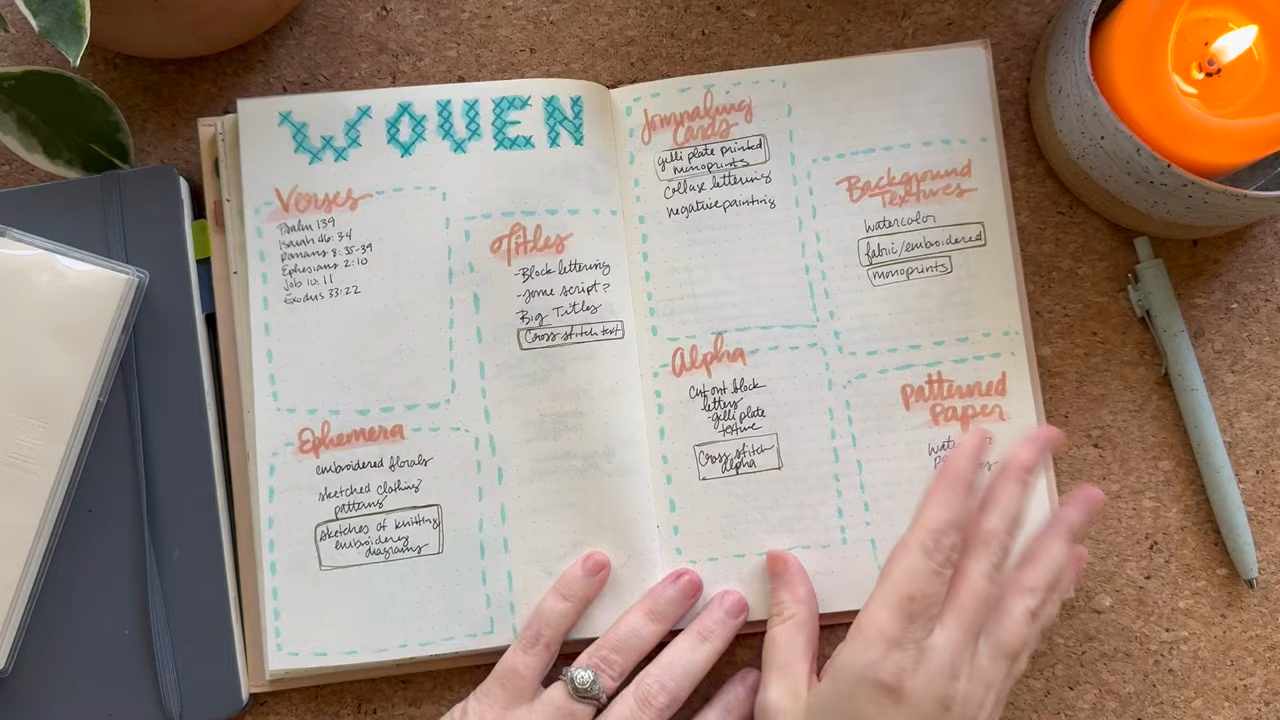 WOVEN
Verses
Psalm 139
Isaiah 46: 3-4
Romans 8: 35-39
Ephesians 2:10
Job 10:11
Exodus 33:22
Titles
-Block lettering
-some script?
Big Titles
Cross stitch text
Ephemera
embroidered florals
sketched clothing
patterns
sketches of knitting
embroidery
diagrams
Journaling
Cards
gelli plate printed
monoprints
collage lettering
negative painting
Alpha
cut out block
letters
-gelli plate
texture
Cross stitch
alpha
Background
Textures
watercolor
fabric/embroidered
monoprints
Patterned
Paper